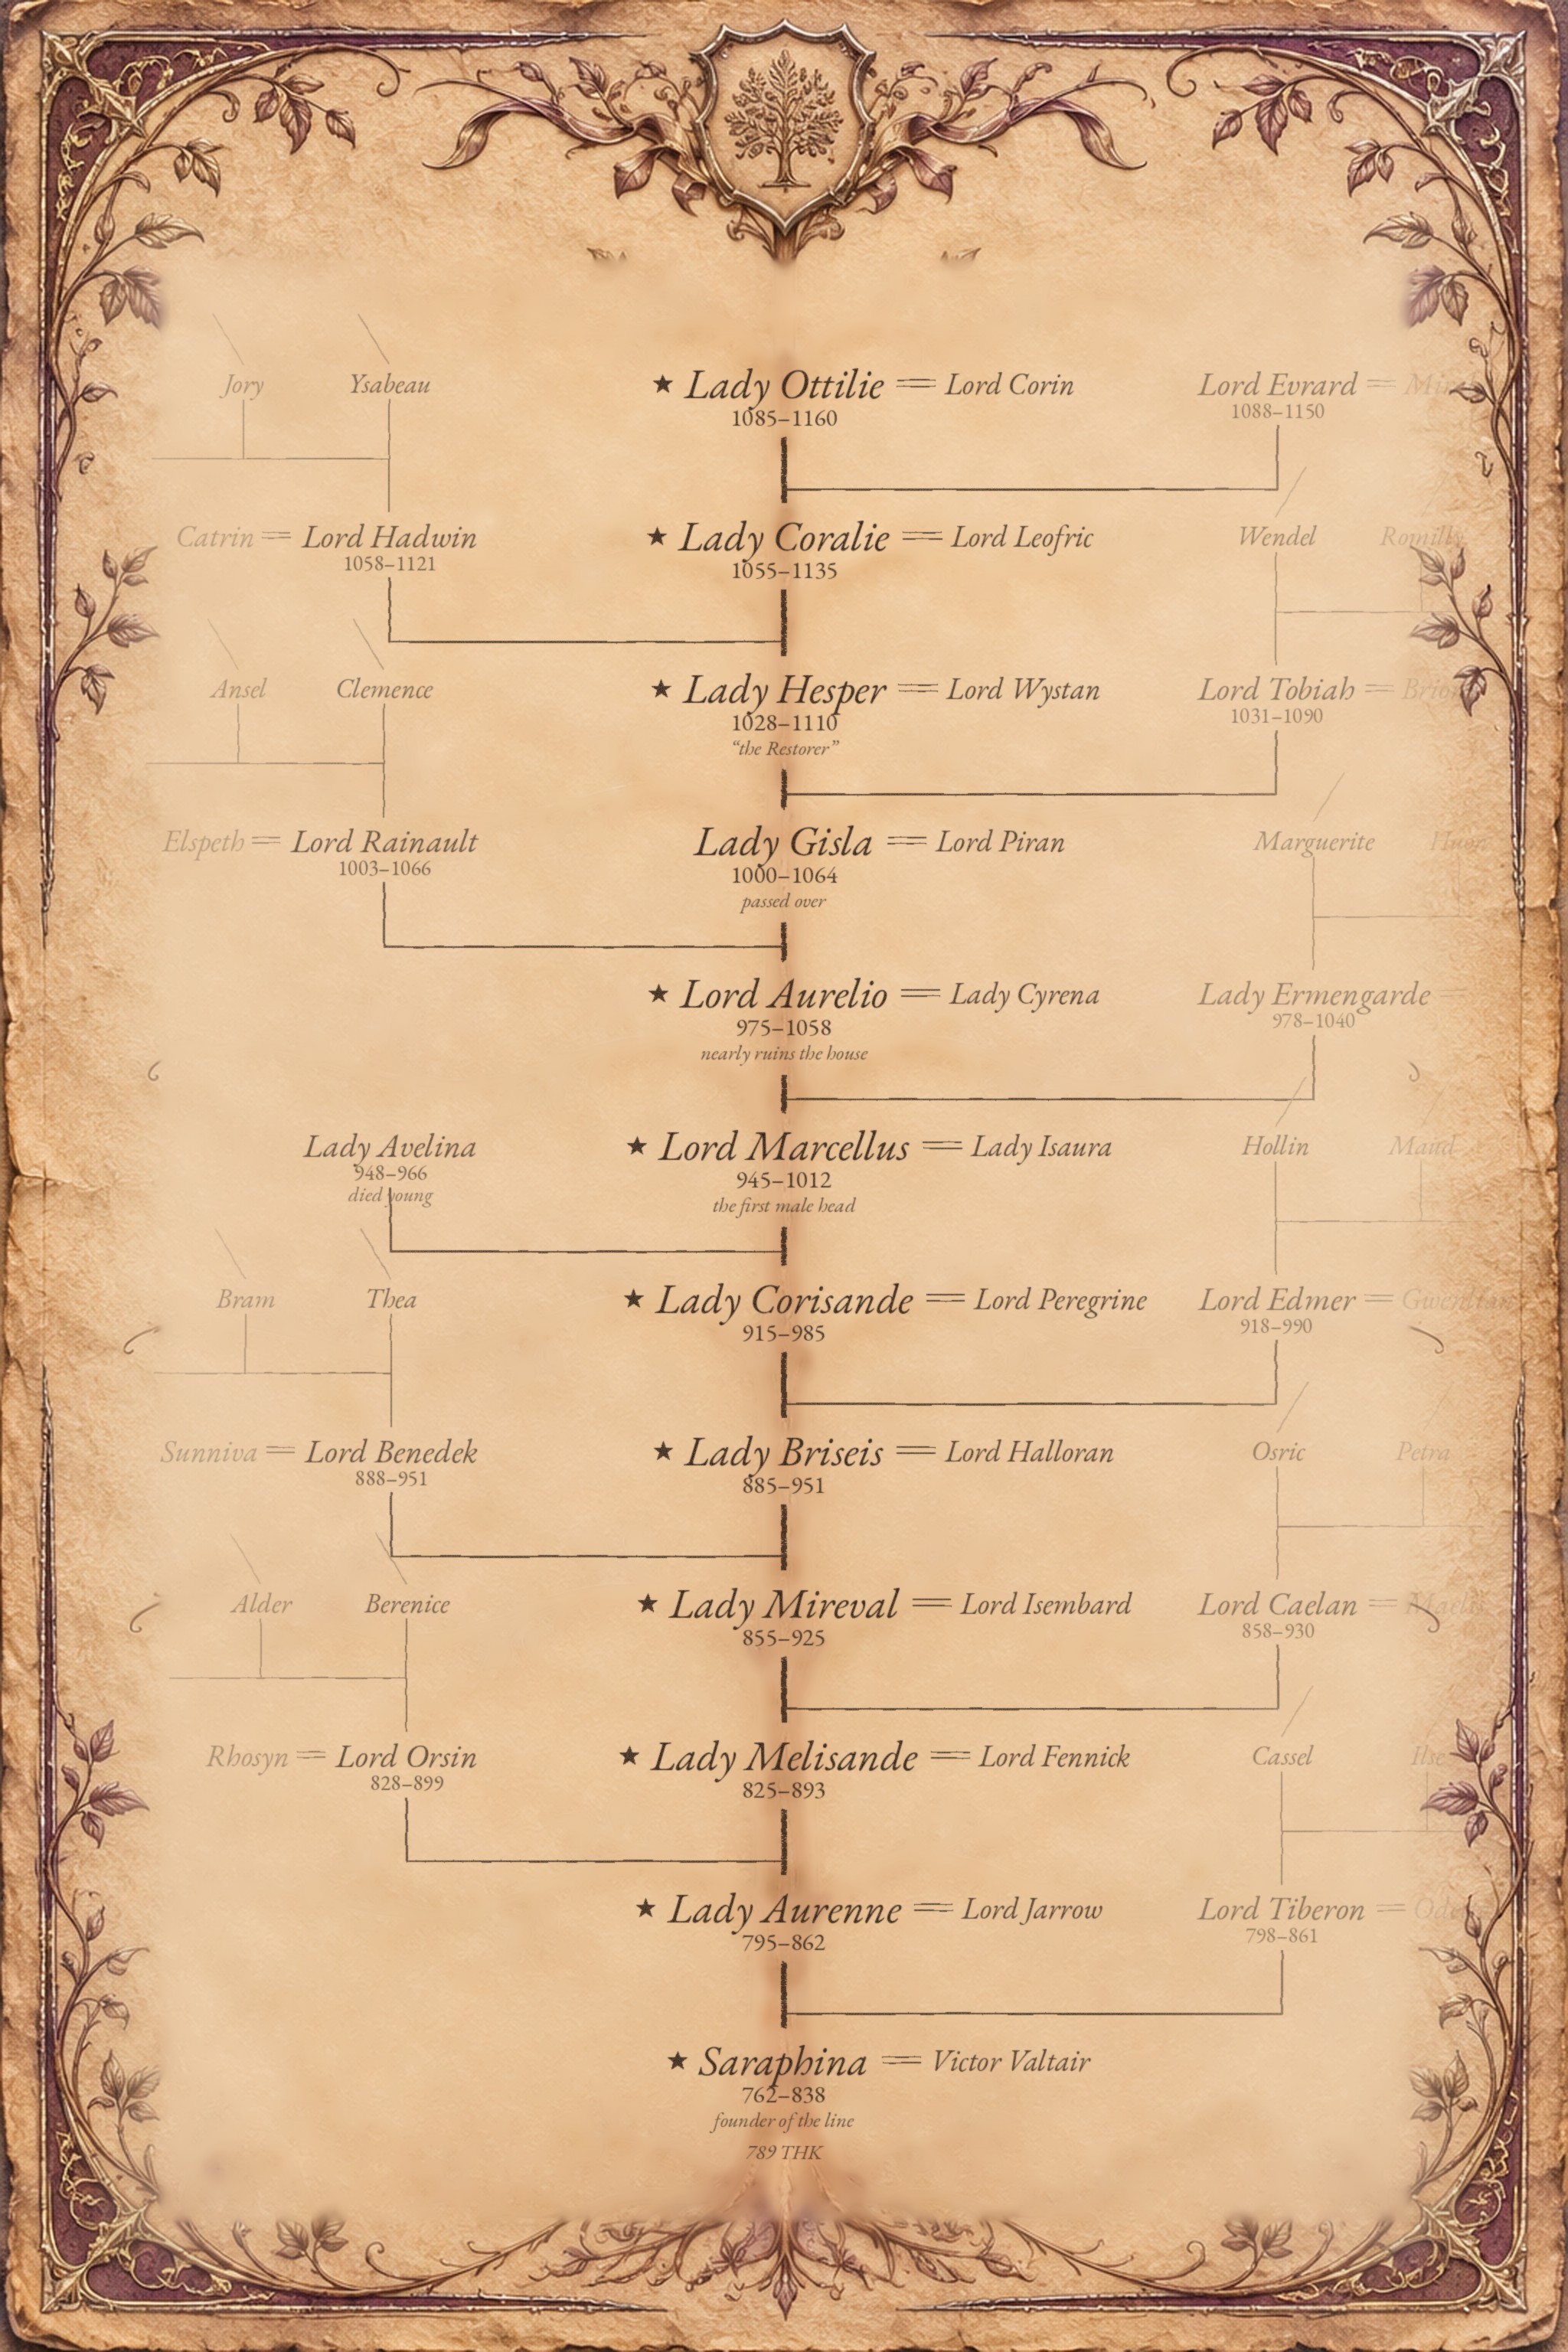 Jory Ysabeau ★ Lady Ottilie = Lord Corin Lord Evrard =
1085–1160 1088–1150
Catrin = Lord Hadwin ★ Lady Coralie = Lord Leofric Wendel Romilly
1058–1121 1055–1135
Ansel Clemence ★ Lady Hesper = Lord Wystan Lord Tobiah =
1028–1110 1031–1090
“the Restorer”
Elspeth = Lord Rainault Lady Gisla = Lord Piran Marguerite
1003–1066 1000–1064
passed over
★ Lord Aurelio = Lady Cyrena Lady Ermengarde
975–1058 978–1040
nearly ruins the house
Lady Avelina ★ Lord Marcellus = Lady Isaura Hollin Maud
948–966 945–1012
died young the first male head
Bram Thea ★ Lady Corisande = Lord Peregrine Lord Edmer =
915–985 918–990
Sunniva = Lord Benedek ★ Lady Briseis = Lord Halloran Osric Petra
888–951 885–951
Alder Berenice ★ Lady Mireval = Lord Isembard Lord Caelan =
855–925 858–930
Rhosyn = Lord Orsin ★ Lady Melisande = Lord Fennick Cassel
828–899 825–893
★ Lady Aurenne = Lord Jarrow Lord Tiberon =
795–862 798–861
★ Saraphina = Victor Valtair
762–838
founder of the line
789 THK